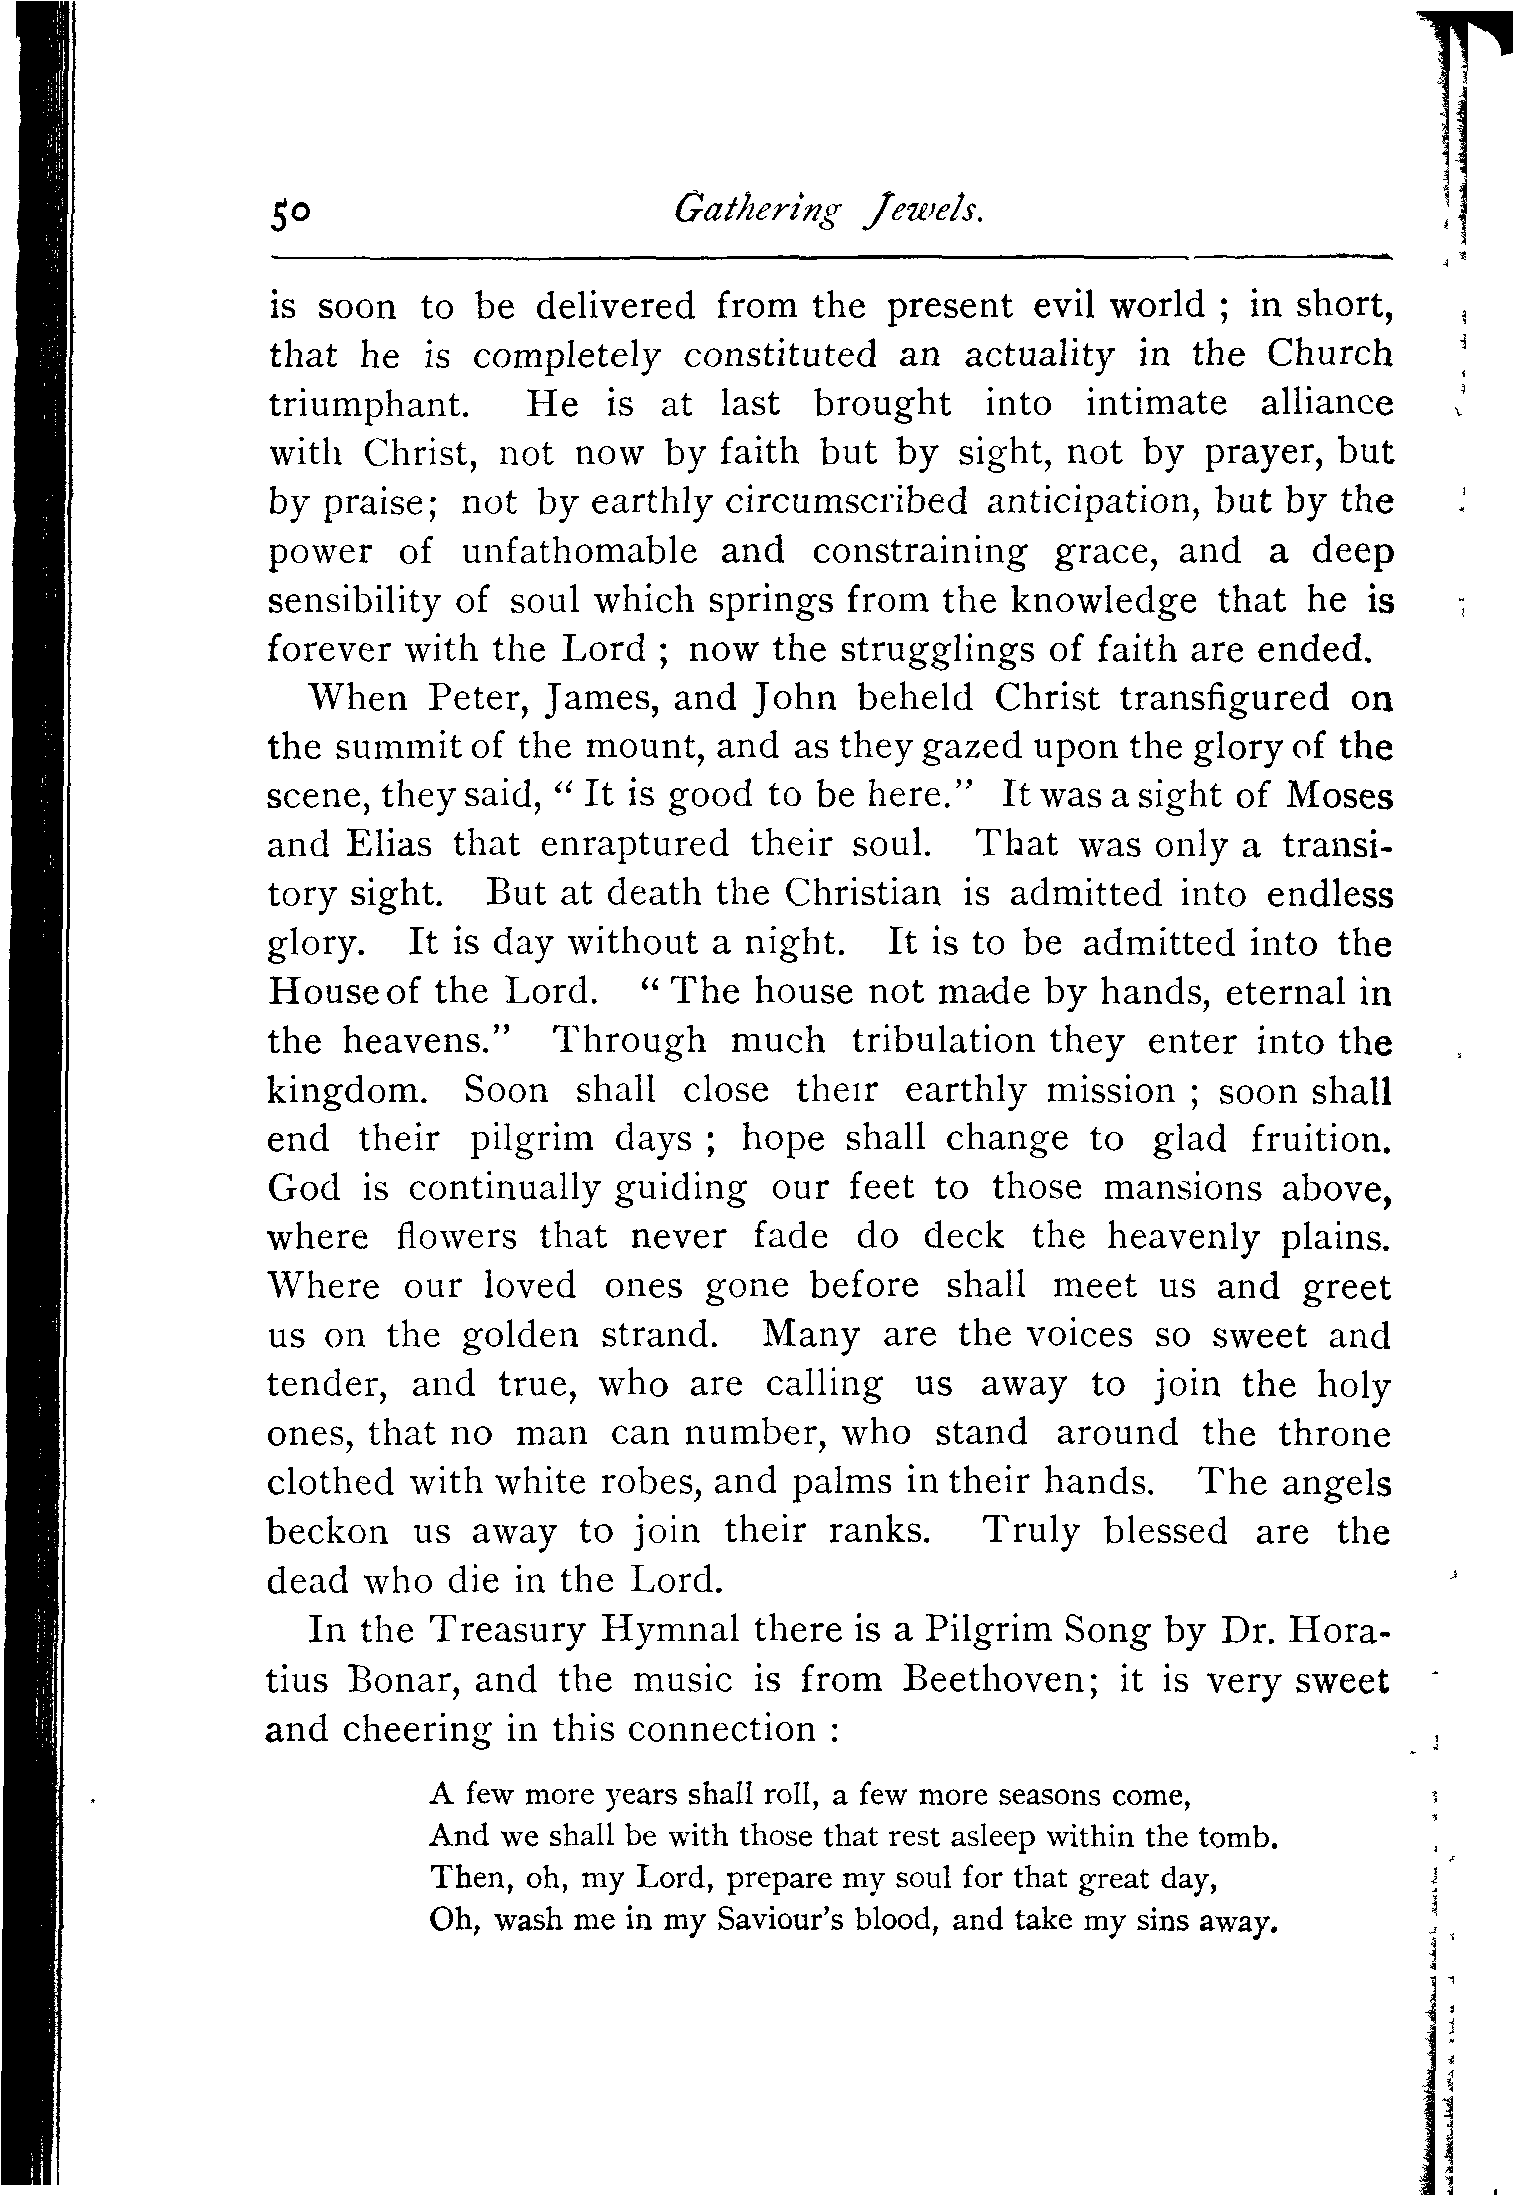 50 Gathering Jewels.
is soon to be delivered from the present evil world ; in short,
that he is completely constituted an actuality in the Church
triumphant. He is at last brought into intimate alliance
with Christ, not now by faith but by sight, not by prayer, but
by praise; not by earthly circumscribed anticipation, but by the
power of unfathomable and constraining grace, and a deep
sensibility of soul which springs from the knowledge that he is
forever with the Lord ; now the strugglings of faith are ended.
When Peter, James, and John beheld Christ transfigured on
the summit of the mount, and as they gazed upon the glory of the
scene, they said, “ It is good to be here.” It was a sight of Moses
and Elias that enraptured their soul. That was only a transi-
tory sight. But at death the Christian is admitted into endless
glory. It is day without a night. It is to be admitted into the
House of the Lord. “ The house not made by hands, eternal in
the heavens.” Through much tribulation they enter into the
kingdom. Soon shall close their earthly mission ; soon shall
end their pilgrim days ; hope shall change to glad fruition.
God is continually guiding our feet to those mansions above,
where flowers that never fade do deck the heavenly plains.
Where our loved ones gone before shall meet us and greet
us on the golden strand. Many are the voices so sweet and
tender, and true, who are calling us away to join the holy
ones, that no man can number, who stand around the throne
clothed with white robes, and palms in their hands. The angels
beckon us away to join their ranks. Truly blessed are the
dead who die in the Lord.
In the Treasury Hymnal there is a Pilgrim Song by Dr. Hora-
tius Bonar, and the music is from Beethoven; it is very sweet
and cheering in this connection :
A few more years shall roll, a few more seasons come,
And we shall be with those that rest asleep within the tomb.
Then, oh, my Lord, prepare my soul for that great day,
Oh, wash me in my Saviour’s blood, and take my sins away.